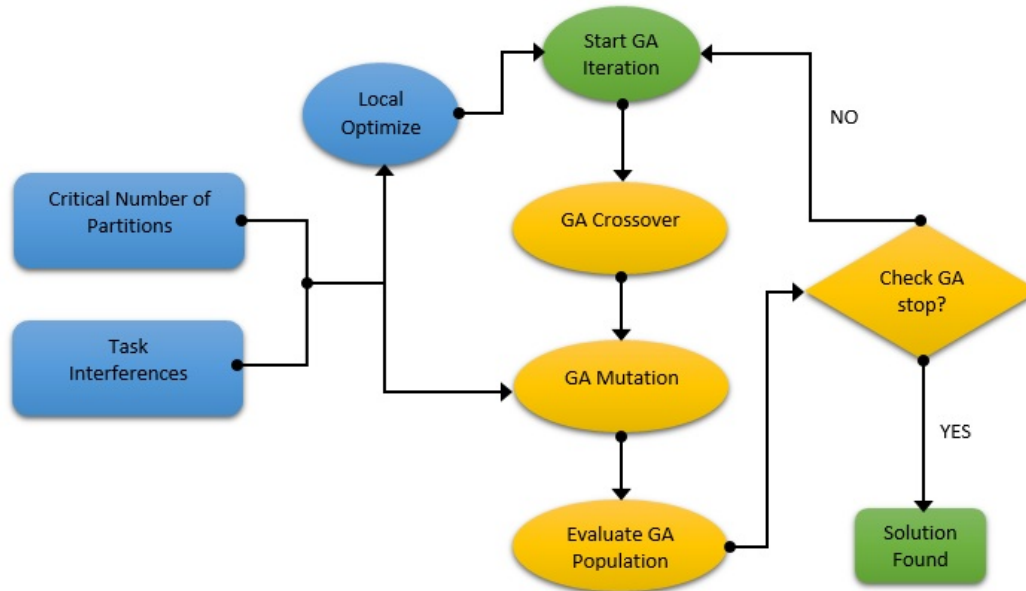 Start GA
Iteration
Local
Optimize
NO
Critical Number of
Partitions
GA Crossover
Check GA
stop?
Task
Interferences
GA Mutation
YES
Evaluate GA
Population
Solution
Found